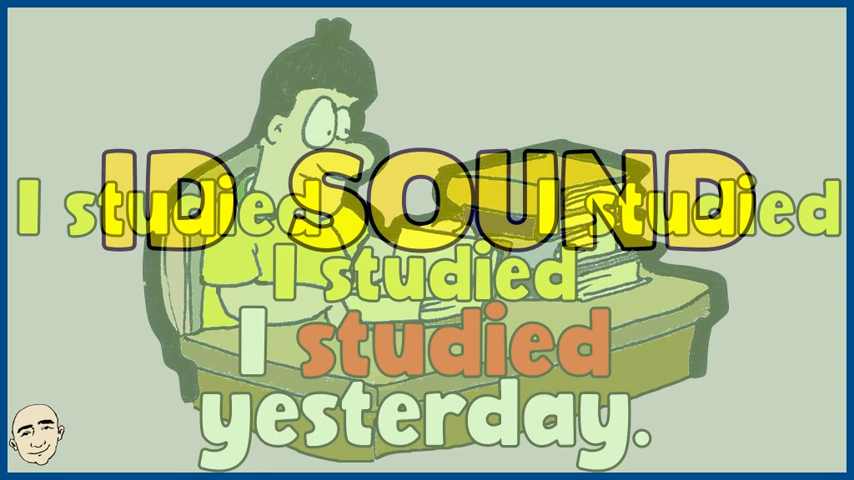 ID SOUND
I studied I studied
I studied
I studied
yesterday.